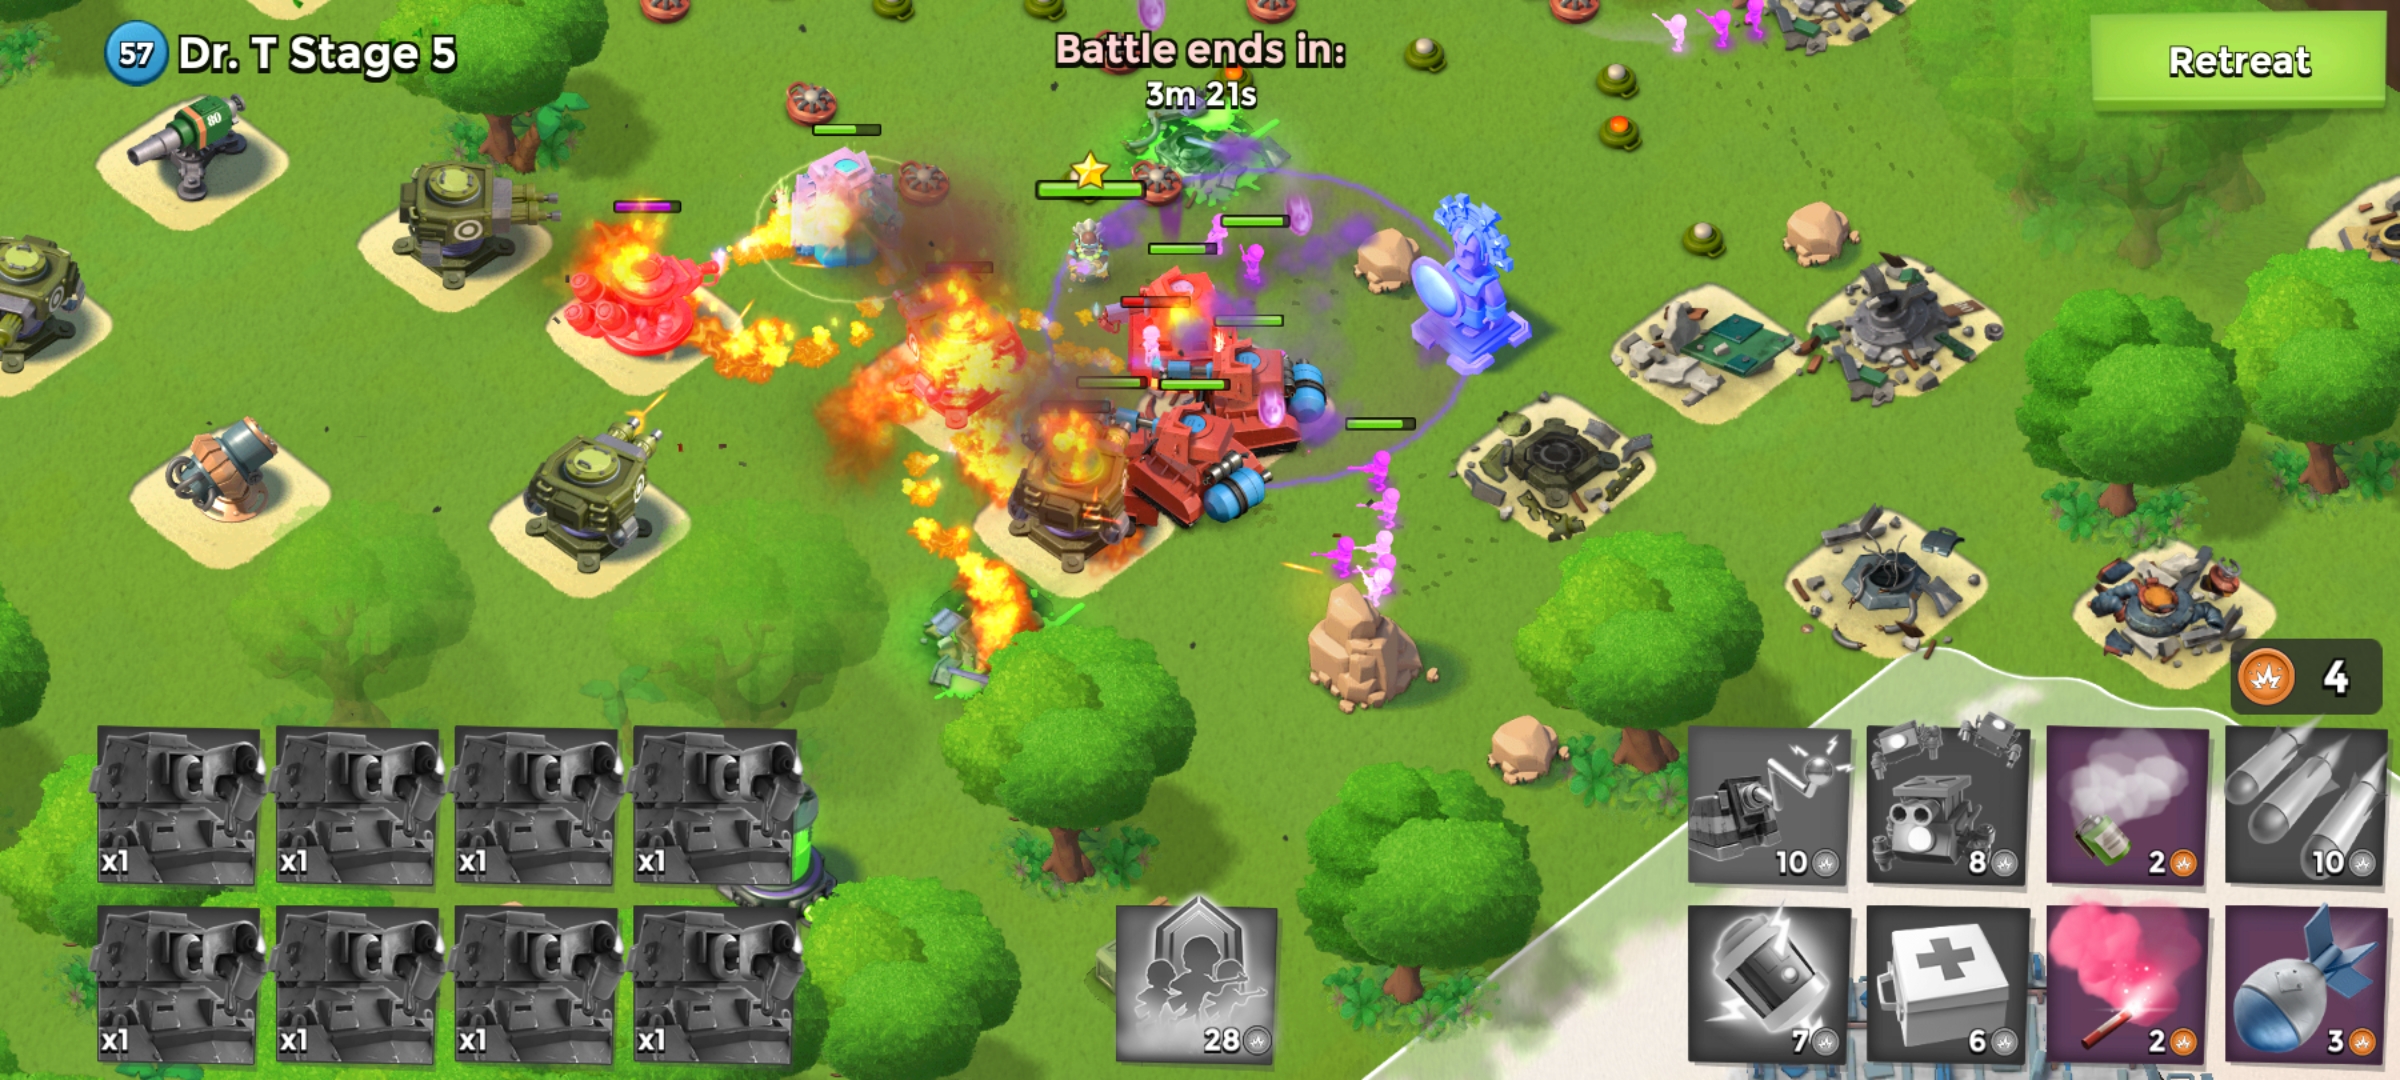 57 Dr. T Stage 5
Battle ends in:
3m 21s
Retreat
80
4
x1 x1 x1 x1
10 8 2 10
x1 x1 x1 x1
28
7 6 2 3